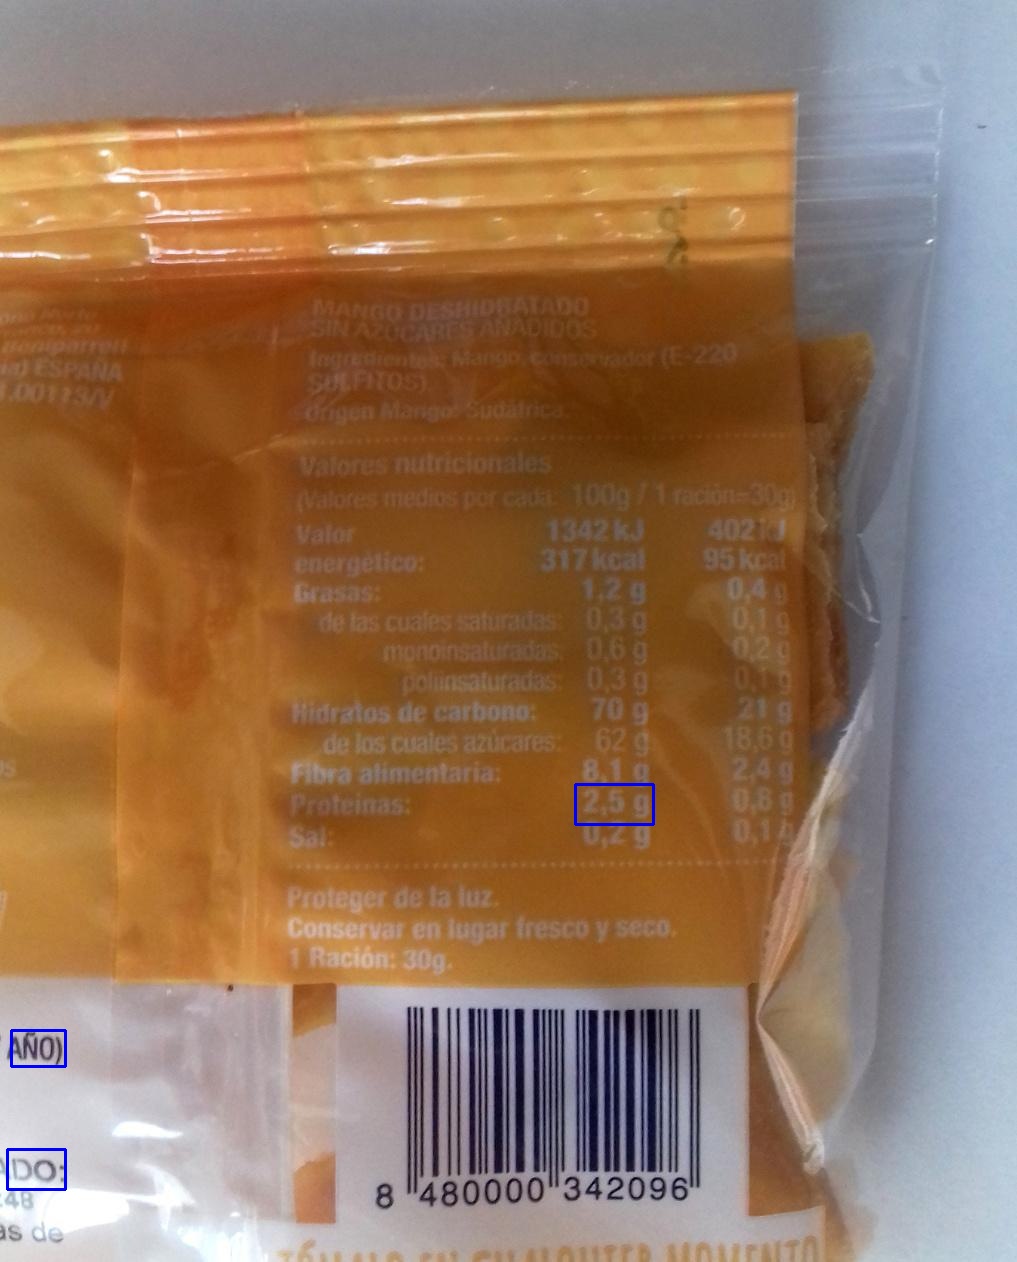 MANGO DESHIDRATADO
SIN AZÚCARES AÑADIDOS
Ingredientes: Mango, conservador (E-220
SULFITOS).
Origen Mango: Sudáfrica.
ESPAÑA
Valores nutricionales
(Valores medios por cada: 100g / 1 ración=30g)
Valor 1342 kJ 402 kJ
energético: 317 kcal 95 kcal
Grasas: 1,2 g 0,4 g
de las cuales saturadas: 0,3 g 0,1 g
monoinsaturadas: 0,6 g 0,2 g
poliinsaturadas: 0,3 g 0,1 g
Hidratos de carbono: 70 g 21 g
de los cuales azúcares: 62 g 18,6 g
Fibra alimentaria: 8,1 g 2,4 g
Proteínas: 2,5 g 0,8 g
Sal: 0,2 g 0,1 g
Proteger de la luz.
Conservar en lugar fresco y seco.
1 Ración: 30g.
AÑO)
ADO:
48
as de
8 480000 342096
TÓMALO EN CUALQUIER MOMENTO